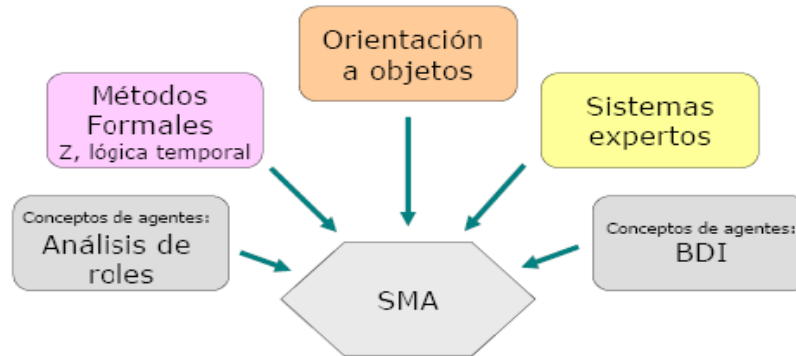 Orientación
a objetos
Métodos
Formales
Z, lógica temporal
Sistemas
expertos
Conceptos de agentes:
Análisis de
roles
Conceptos de agentes:
BDI
SMA